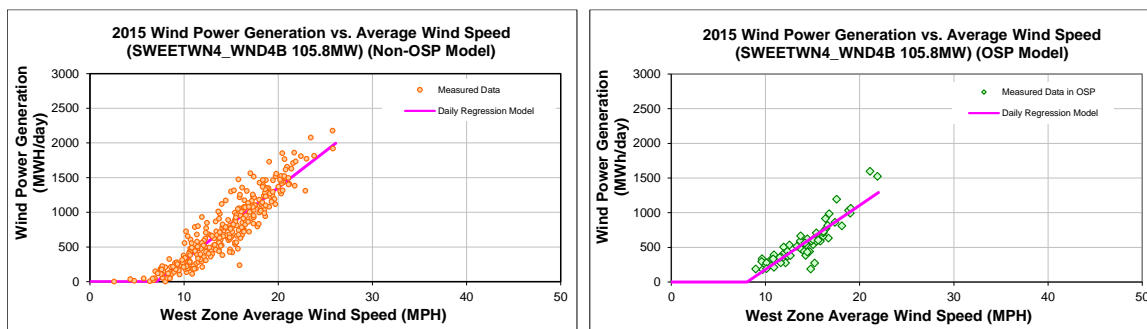 2015 Wind Power Generation vs. Average Wind Speed
(SWEETWN4_WND4B 105.8MW) (Non-OSP Model)
Wind Power Generation
(MWH/day)
3000
2500
2000
1500
1000
500
0
Measured Data
Daily Regression Model
0 10 20 30 40 50
West Zone Average Wind Speed (MPH)
2015 Wind Power Generation vs. Average Wind Speed
(SWEETWN4_WND4B 105.8MW) (OSP Model)
Wind Power Generation
(MWh/day)
3000
2500
2000
1500
1000
500
0
Measured Data in OSP
Daily Regression Model
0 10 20 30 40 50
West Zone Average Wind Speed (MPH)